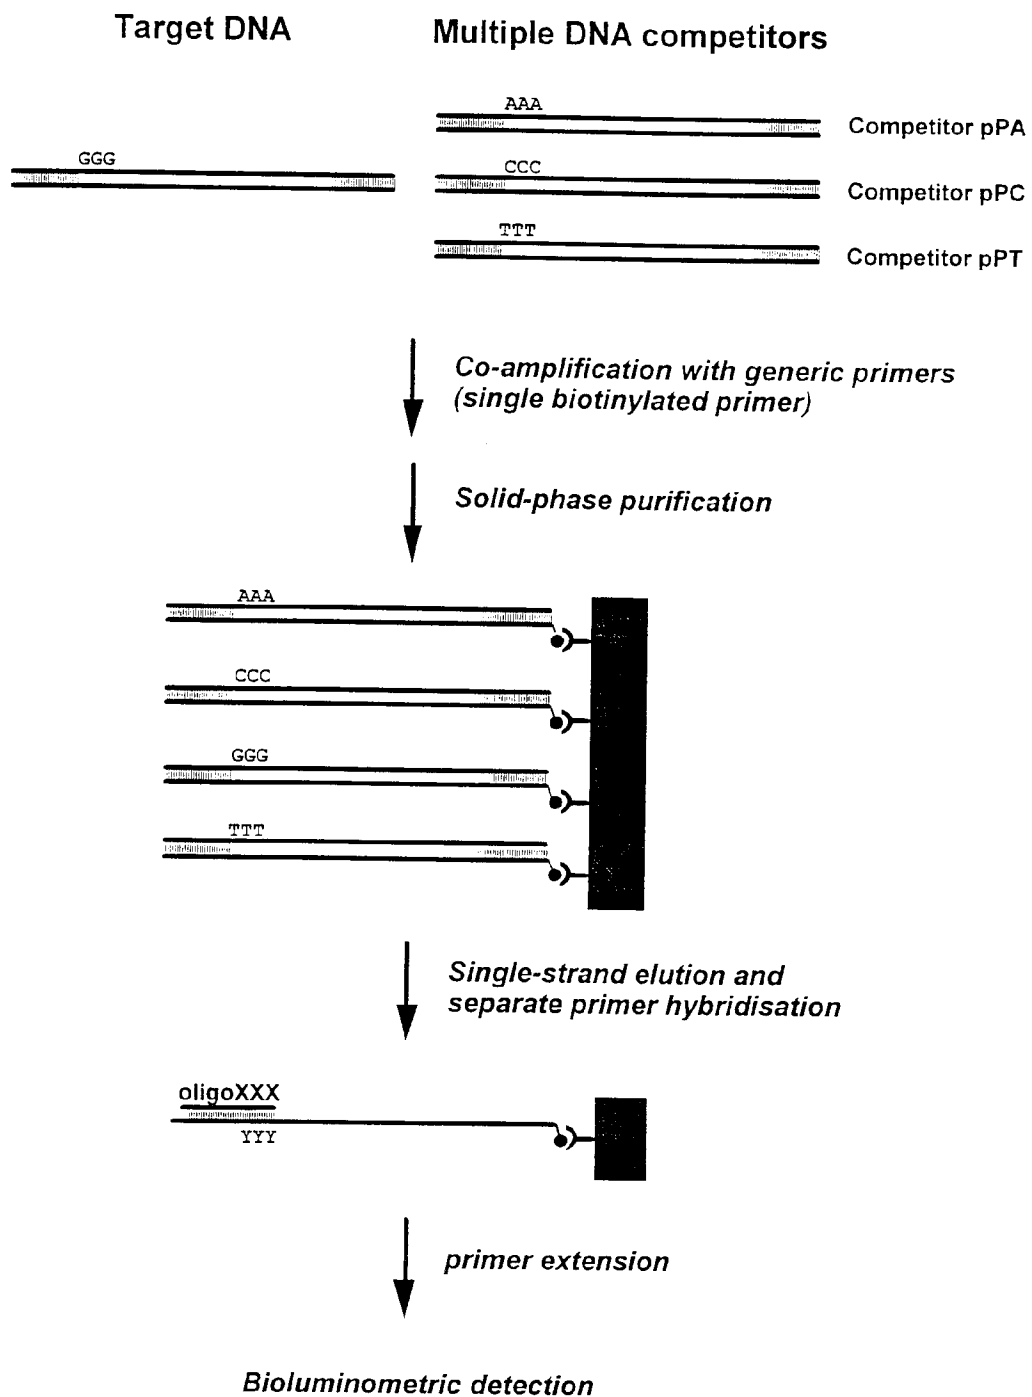 Target DNA
Multiple DNA competitors
AAA
Competitor pPA
GGG
CCC
Competitor pPC
TTT
Competitor pPT
Co-amplification with generic primers
(single biotinylated primer)
Solid-phase purification
AAA
CCC
GGG
TTT
Single-strand elution and
separate primer hybridisation
oligoXXX
YYY
primer extension
Bioluminometric detection